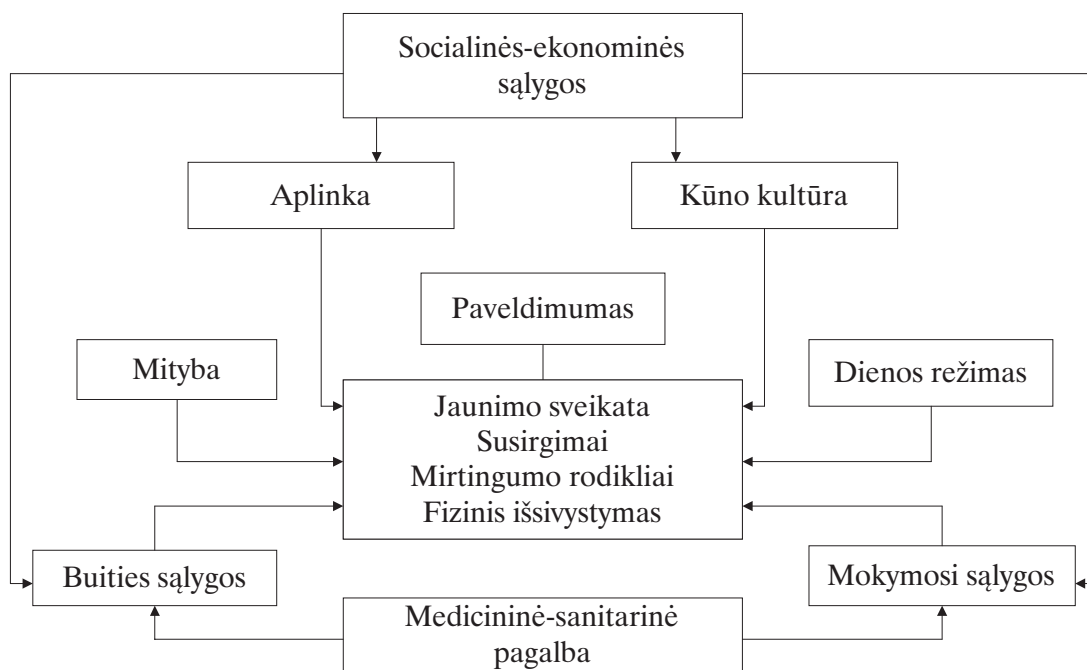 Socialinės-ekonominės
sąlygos
Aplinka
Kūno kultūra
Paveldimumas
Mityba
Dienos režimas
Jaunimo sveikata
Susirgimai
Mirtingumo rodikliai
Fizinis išsivystymas
Buities sąlygos
Mokymosi sąlygos
Medicininė-sanitarinė
pagalba